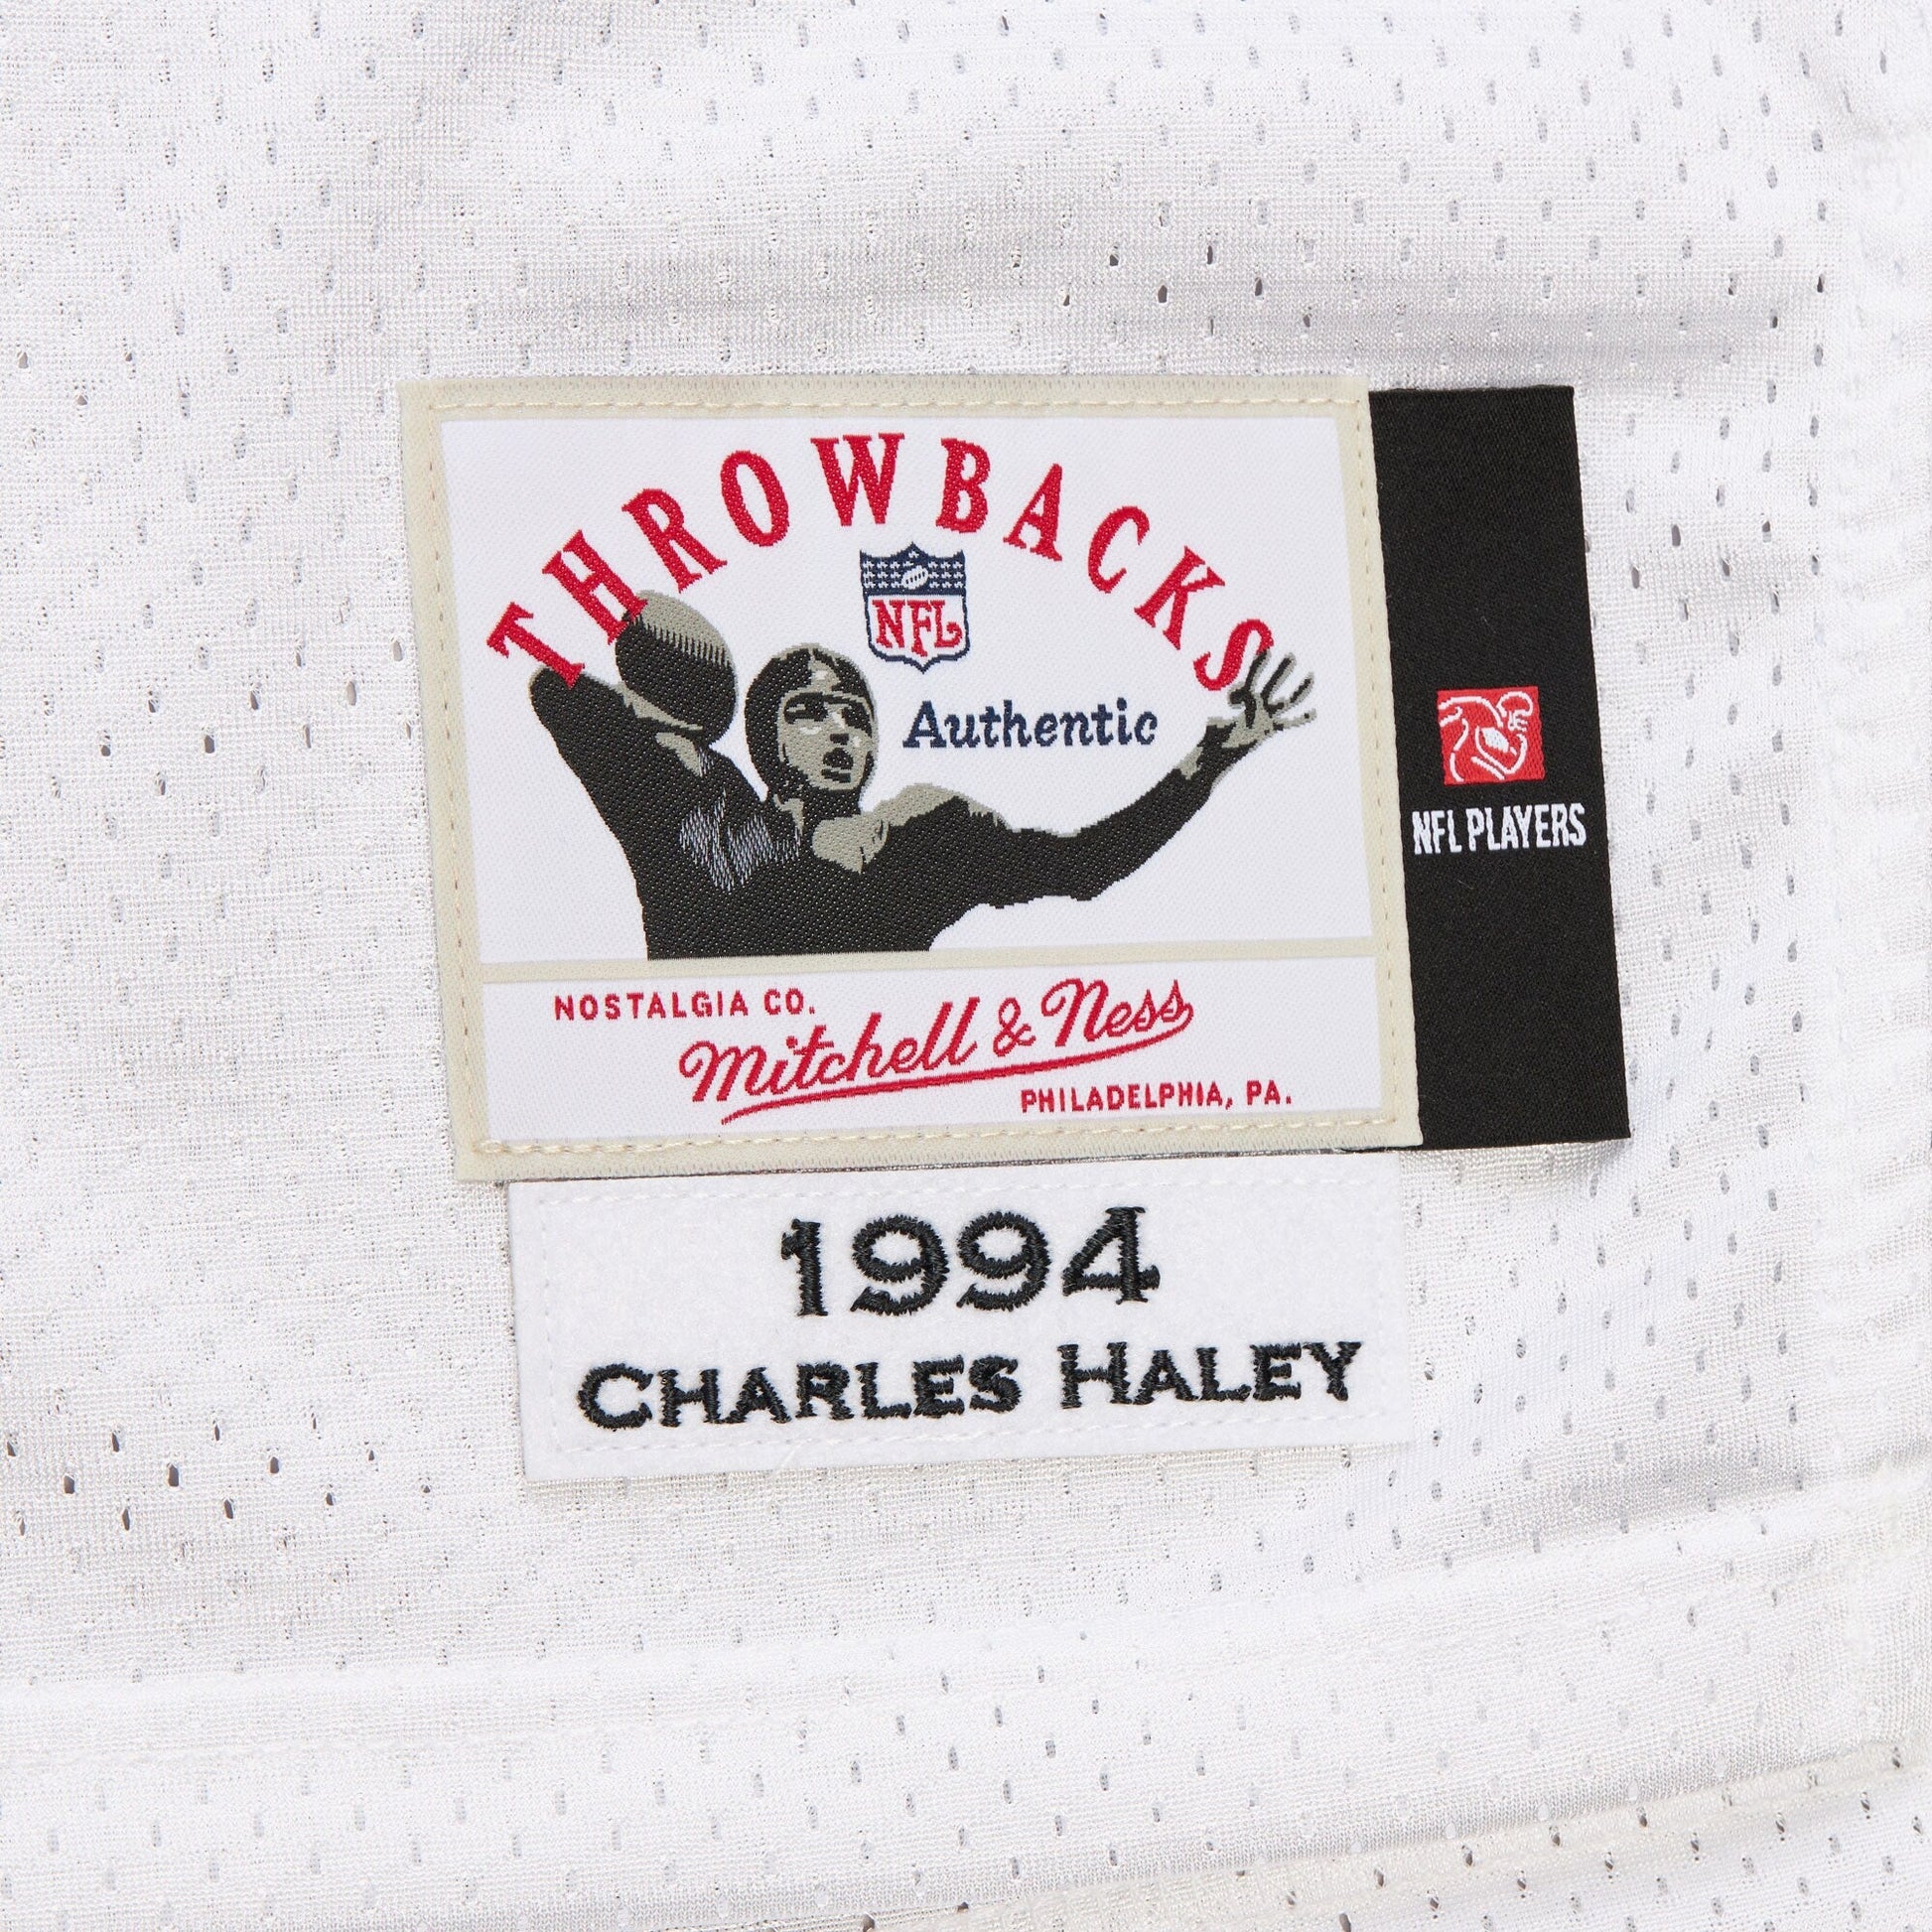 THROWBACKS
NFL
Authentic
NFL PLAYERS
NOSTALGIA CO.
Mitchell & Ness
PHILADELPHIA, PA.
1994
CHARLES HALEY